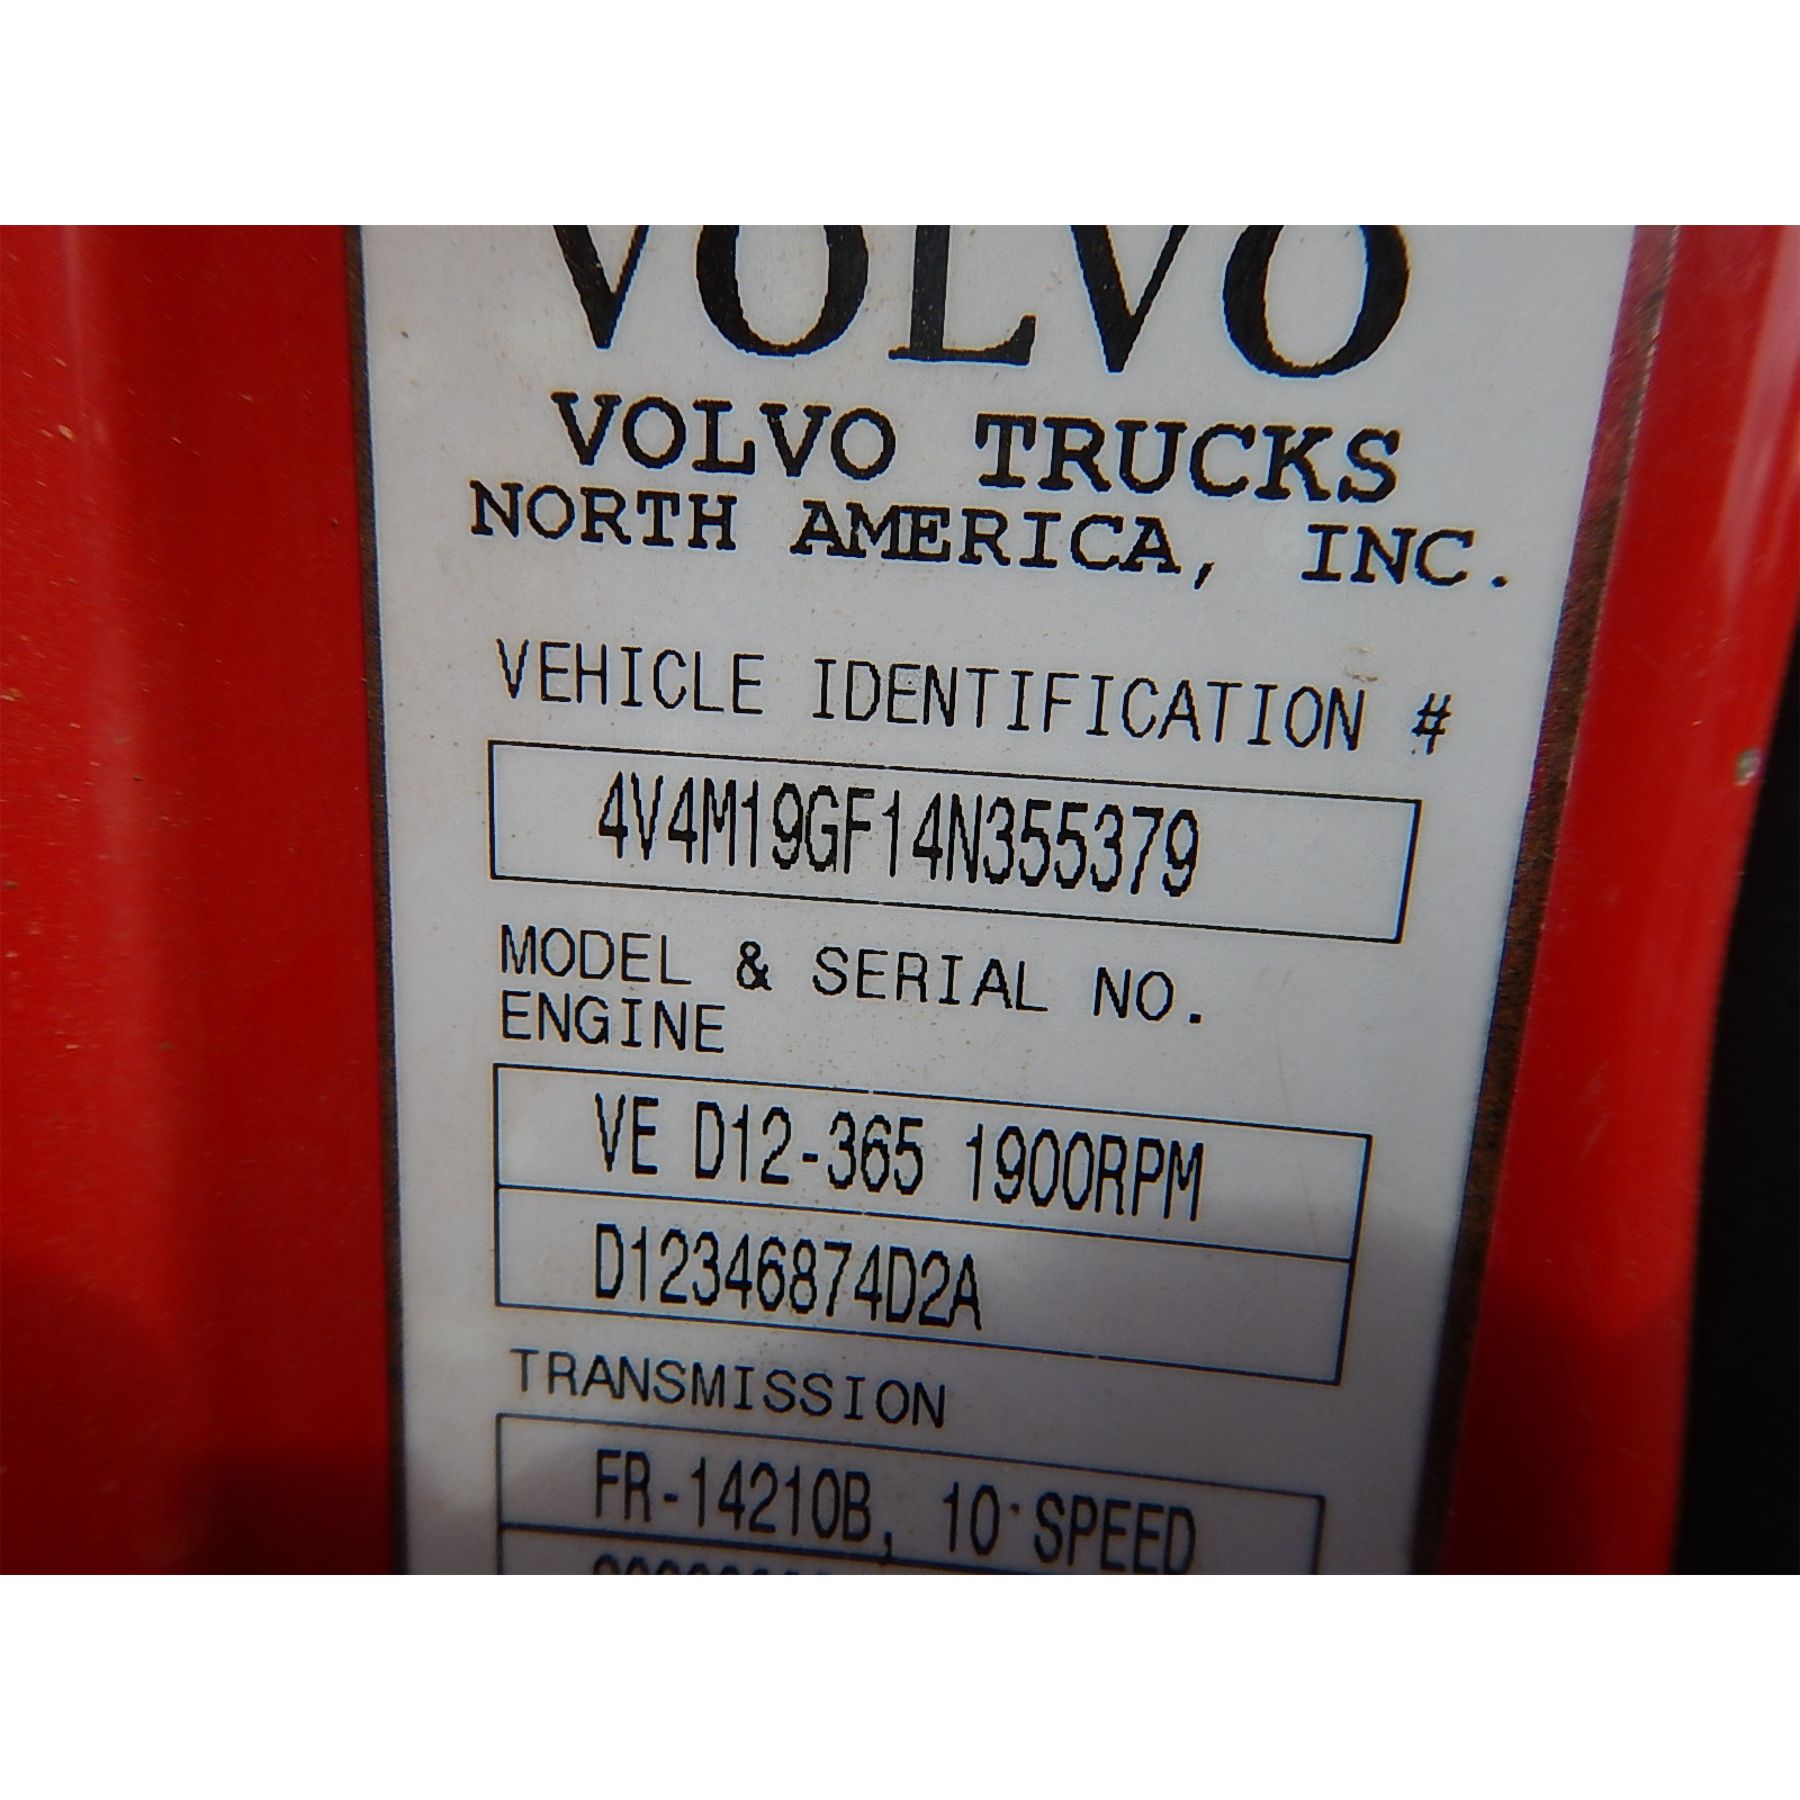 VOLVO
VOLVO TRUCKS
NORTH AMERICA, INC.
VEHICLE IDENTIFICATION #
4V4M19GF14N355379
MODEL & SERIAL NO.
ENGINE
VE D12-365 1900RPM
D12346874D2A
TRANSMISSION
FR-14210B, 10 SPEED